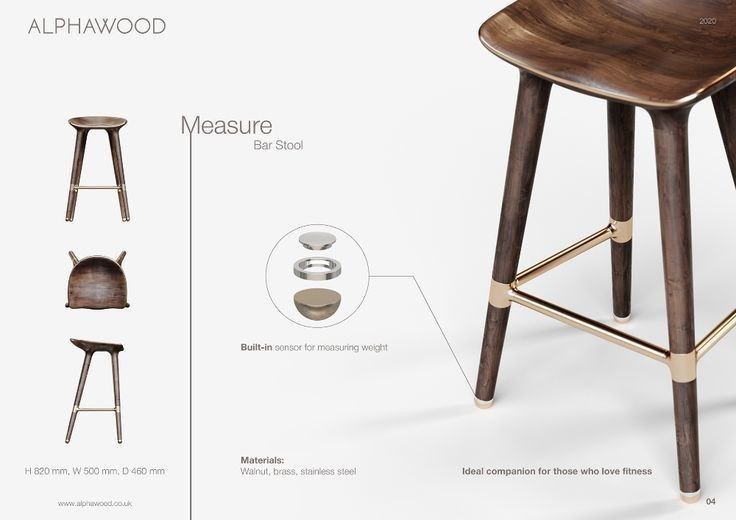 ALPHAWOOD
2020
Measure
Bar Stool
Built-in sensor for measuring weight
Materials:
Walnut, brass, stainless steel
Ideal companion for those who love fitness
H 820 mm, W 500 mm, D 460 mm
www.alphawood.co.uk
04